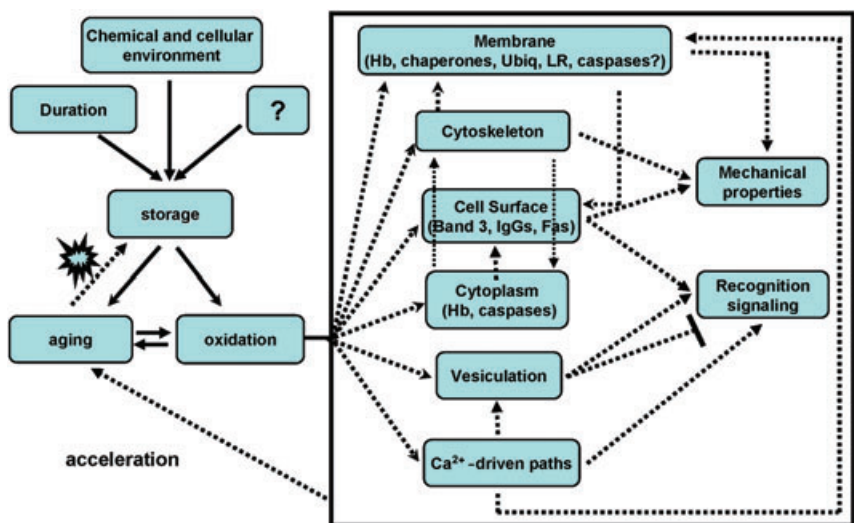 Chemical and cellular
environment
Duration
?
storage
aging
oxidation
acceleration
Membrane
(Hb, chaperones, Ubiq, LR, caspases?)
Cytoskeleton
Cell Surface
(Band 3, IgGs, Fas)
Cytoplasm
(Hb, caspases)
Vesiculation
Ca²⁺ –driven paths
Mechanical
properties
Recognition
signaling